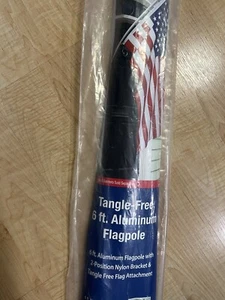 Tangle-Free
6 ft. Aluminum
Flagpole
6 ft. Aluminum Flagpole with
2-Position Nylon Bracket &
Tangle Free Flag Attachment